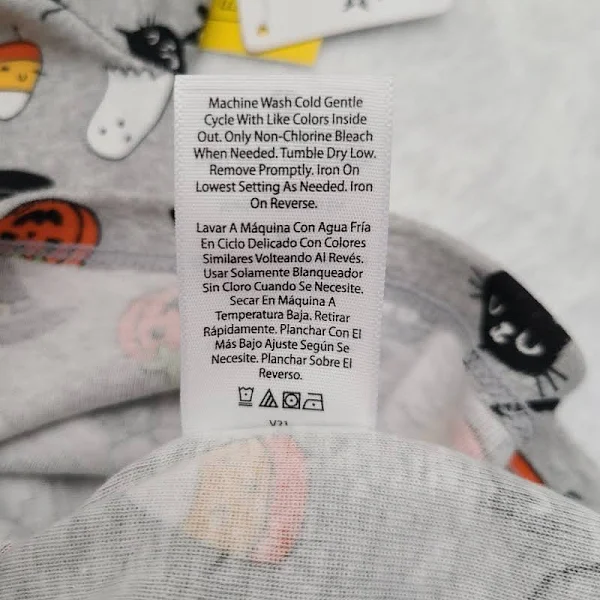 Machine Wash Cold Gentle
Cycle With Like Colors Inside
Out. Only Non-Chlorine Bleach
When Needed. Tumble Dry Low.
Remove Promptly. Iron On
Lowest Setting As Needed. Iron
On Reverse.
Lavar A Máquina Con Agua Fría
En Ciclo Delicado Con Colores
Similares Volteando Al Revés.
Usar Solamente Blanqueador
Sin Cloro Cuando Se Necesite.
Secar En Máquina A
Temperatura Baja. Retirar
Rápidamente. Planchar Con El
Más Bajo Ajuste Según Se
Necesite. Planchar Sobre El
Reverso.